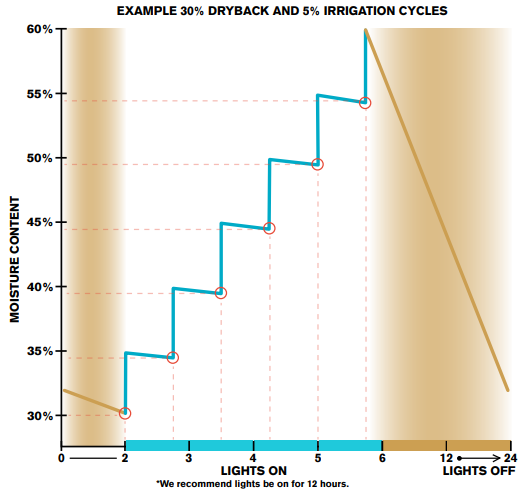 EXAMPLE 30% DRYBACK AND 5% IRRIGATION CYCLES
60%
55%
50%
45%
40%
35%
30%
MOISTURE CONTENT
0 2 3 4 5 6 12 24
LIGHTS ON LIGHTS OFF
*We recommend lights be on for 12 hours.